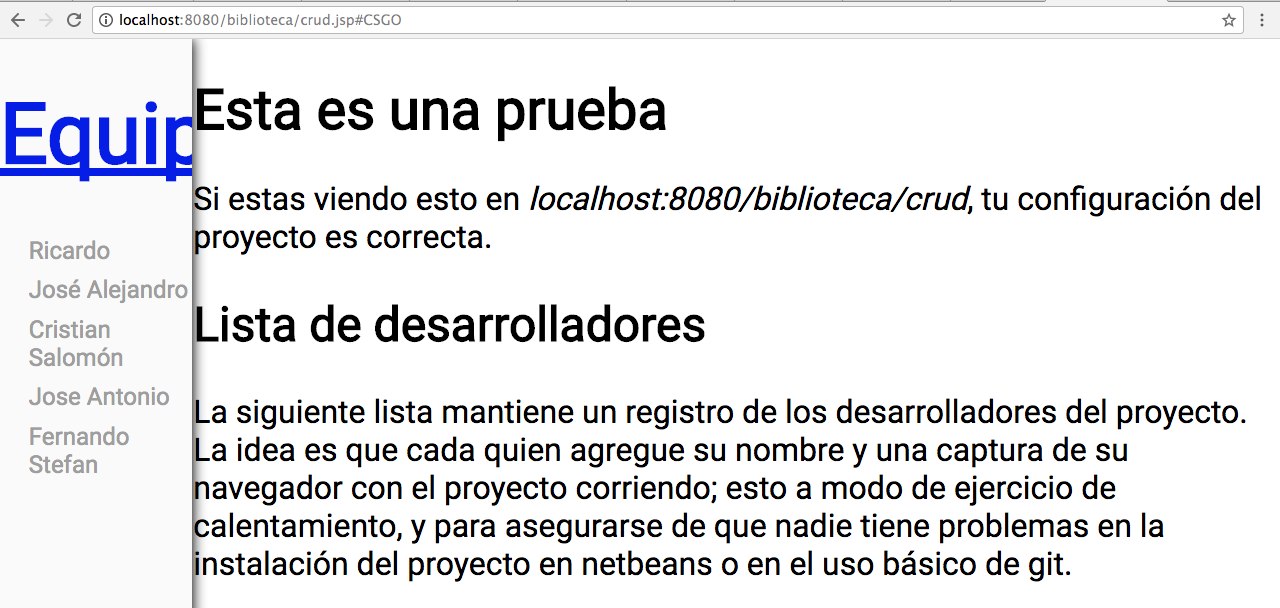 localhost:8080/biblioteca/crud.jsp#CSGO
Equip
Ricardo
José Alejandro
Cristian
Salomón
Jose Antonio
Fernando
Stefan
Esta es una prueba
Si estas viendo esto en localhost:8080/biblioteca/crud, tu configuración del
proyecto es correcta.
Lista de desarrolladores
La siguiente lista mantiene un registro de los desarrolladores del proyecto.
La idea es que cada quien agregue su nombre y una captura de su
navegador con el proyecto corriendo; esto a modo de ejercicio de
calentamiento, y para asegurarse de que nadie tiene problemas en la
instalación del proyecto en netbeans o en el uso básico de git.